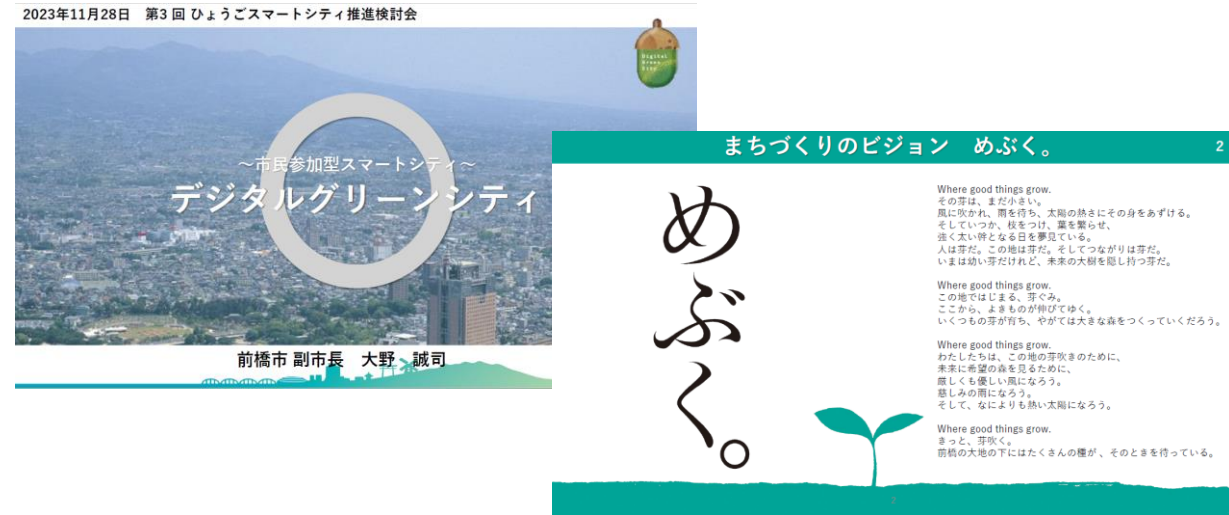 2023年11月28日　第3回 ひょうごスマートシティ推進検討会
Digital
Green
City
～市民参加型スマートシティ～
デジタルグリーンシティ
前橋市 副市長　大野　誠司
まちづくりのビジョン　めぶく。
2
めぶく。
Where good things grow.
その芽は、まだ小さい。
風に吹かれ、雨を待ち、太陽の熱さにその身をあずける。
そしていつか、枝をつけ、葉を繁らせ、
強く太い幹となる日を夢見ている。
人は芽だ。この地は芽だ。そしてつながりは芽だ。
いまは幼い芽だけれど、未来の大樹を隠し持つ芽だ。
Where good things grow.
この地ではじまる、芽ぐみ。
ここから、よきものが伸びてゆく。
いくつもの芽が育ち、やがては大きな森をつくっていくだろう。
Where good things grow.
わたしたちは、この地の芽吹きのために、
未来に希望の森を見るために、
厳しくも優しい風になろう。
慈しみの雨になろう。
そして、なによりも熱い太陽になろう。
Where good things grow.
きっと、芽吹く。
前橋の大地の下にはたくさんの種が、そのときを待っている。
2